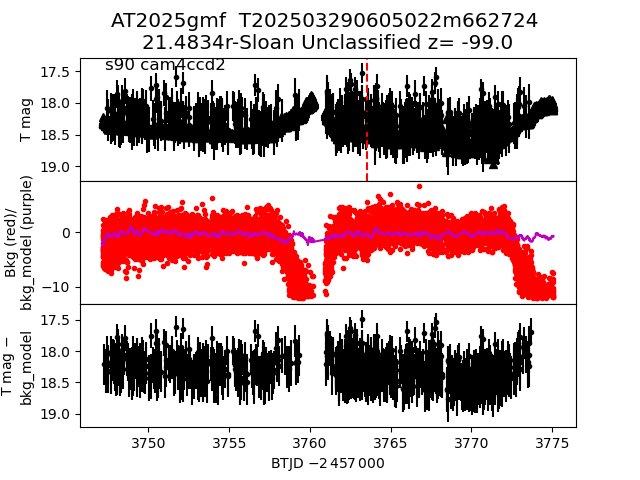 AT2025gmf  T202503290605022m662724
21.4834r-Sloan Unclassified z= -99.0
s90 cam4ccd2
17.5
18.0
18.5
19.0
T mag
0
−10
Bkg (red)/
bkg_model (purple)
17.5
18.0
18.5
19.0
T mag −
bkg_model
3750
3755
3760
3765
3770
3775
BTJD −2 457 000